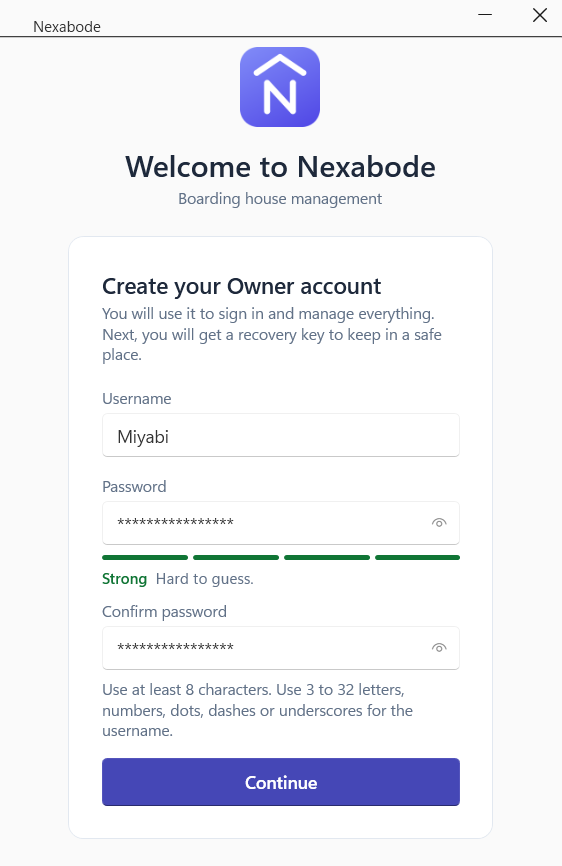 Nexabode
N
Welcome to Nexabode
Boarding house management
Create your Owner account
You will use it to sign in and manage everything.
Next, you will get a recovery key to keep in a safe
place.
Username
Miyabi
Password
****************
Strong Hard to guess.
Confirm password
****************
Use at least 8 characters. Use 3 to 32 letters,
numbers, dots, dashes or underscores for the
username.
Continue